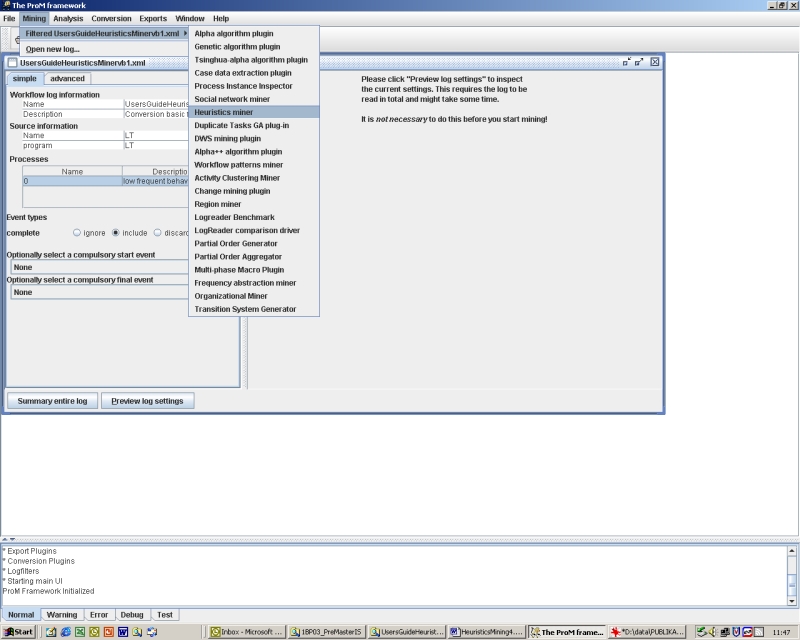 The ProM framework
File Mining Analysis Conversion Exports Window Help
Filtered UsersGuideHeuristicsMinervb1.xml
Open new log...
Alpha algorithm plugin
Genetic algorithm plugin
Tsinghua-alpha algorithm plugin
Case data extraction plugin
Process Instance Inspector
Social network miner
Heuristics miner
Duplicate Tasks GA plug-in
DWS mining plugin
Alpha++ algorithm plugin
Workflow patterns miner
Activity Clustering Miner
Change mining plugin
Region miner
Logreader Benchmark
LogReader comparison driver
Partial Order Generator
Partial Order Aggregator
Multi-phase Macro Plugin
Frequency abstraction miner
Organizational Miner
Transition System Generator
UsersGuideHeuristicsMinervb1.xml
simple advanced
Workflow log information
Name UsersGuideHeuris
Description Conversion basic
Source information
Name LT
program LT
Processes
Name Descriptio
0 low frequent behav
Event types
complete ignore include discard
Optionally select a compulsory start event
None
Optionally select a compulsory final event
None
Summary entire log Preview log settings
Please click "Preview log settings" to inspect
the current settings. This requires the log to be
read in total and might take some time.
It is not necessary to do this before you start mining!
* Export Plugins
* Conversion Plugins
* Logfilters
* Starting main UI
ProM Framework Initialized
Normal Warning Error Debug Test
Start Inbox - Microsoft ... 1BP03_PreMasterIS UsersGuideHeurist... HeuristicsMining4.... The ProM frame... *D:\data\PUBLIKA... 11:47